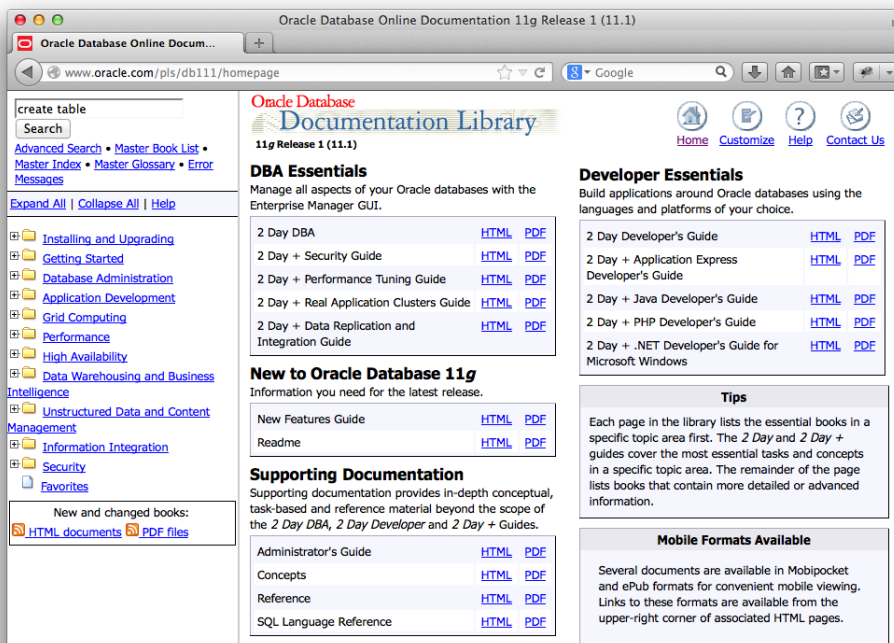 Oracle Database Online Documentation 11g Release 1 (11.1)
Oracle Database Online Docum...
www.oracle.com/pls/db111/homepage
Google
create table
Search
Advanced Search • Master Book List •
Master Index • Master Glossary • Error
Messages
Expand All | Collapse All | Help
Installing and Upgrading
Getting Started
Database Administration
Application Development
Grid Computing
Performance
High Availability
Data Warehousing and Business
Intelligence
Unstructured Data and Content
Management
Information Integration
Security
Favorites
New and changed books:
HTML documents PDF files
Oracle Database
Documentation Library
11g Release 1 (11.1)
Home Customize Help Contact Us
DBA Essentials
Manage all aspects of your Oracle databases with the
Enterprise Manager GUI.
2 Day DBA HTML PDF
2 Day + Security Guide HTML PDF
2 Day + Performance Tuning Guide HTML PDF
2 Day + Real Application Clusters Guide HTML PDF
2 Day + Data Replication and HTML PDF
Integration Guide
New to Oracle Database 11g
Information you need for the latest release.
New Features Guide HTML PDF
Readme HTML PDF
Supporting Documentation
Supporting documentation provides in-depth conceptual,
task-based and reference material beyond the scope of
the 2 Day DBA, 2 Day Developer and 2 Day + Guides.
Administrator's Guide HTML PDF
Concepts HTML PDF
Reference HTML PDF
SQL Language Reference HTML PDF
Developer Essentials
Build applications around Oracle databases using the
languages and platforms of your choice.
2 Day Developer's Guide HTML PDF
2 Day + Application Express HTML PDF
Developer's Guide
2 Day + Java Developer's Guide HTML PDF
2 Day + PHP Developer's Guide HTML PDF
2 Day + .NET Developer's Guide for HTML PDF
Microsoft Windows
Tips
Each page in the library lists the essential books in a
specific topic area first. The 2 Day and 2 Day +
guides cover the most essential tasks and concepts
in a specific topic area. The remainder of the page
lists books that contain more detailed or advanced
information.
Mobile Formats Available
Several documents are available in Mobipocket
and ePub formats for convenient mobile viewing.
Links to these formats are available from the
upper-right corner of associated HTML pages.